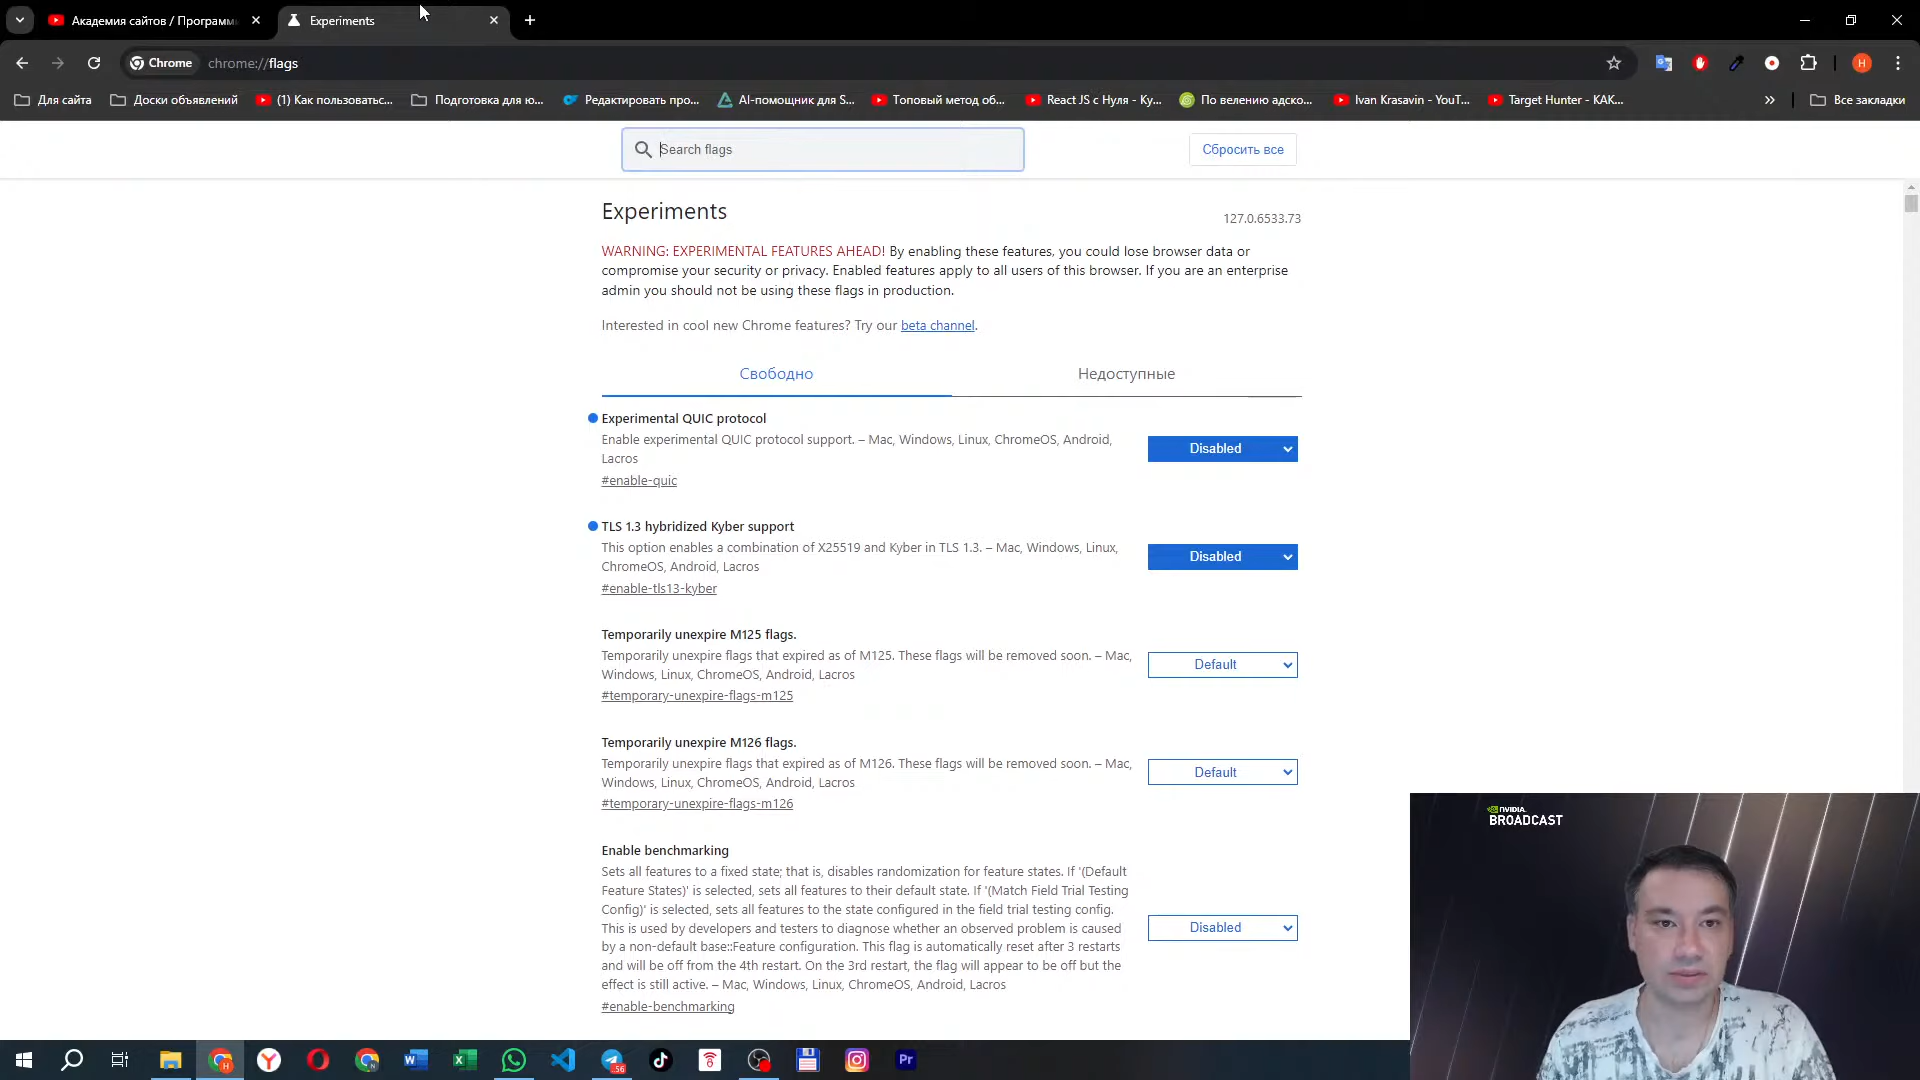 Академия сайтов / Программи
Experiments
Chrome
chrome://flags
H
Для сайта
Доски объявлений
(1) Как пользоватьс...
Подготовка для ю...
Редактировать про...
AI-помощник для S...
Топовый метод об...
React JS с Нуля - Ку...
По велению адско...
Ivan Krasavin - YouT...
Target Hunter - КАК...
Все закладки
Search flags
Сбросить все
Experiments
127.0.6533.73
WARNING: EXPERIMENTAL FEATURES AHEAD! By enabling these features, you could lose browser data or
compromise your security or privacy. Enabled features apply to all users of this browser. If you are an enterprise
admin you should not be using these flags in production.
Interested in cool new Chrome features? Try our beta channel.
Свободно
Недоступные
Experimental QUIC protocol
Enable experimental QUIC protocol support. – Mac, Windows, Linux, ChromeOS, Android,
Lacros
#enable-quic
Disabled
TLS 1.3 hybridized Kyber support
This option enables a combination of X25519 and Kyber in TLS 1.3. – Mac, Windows, Linux,
ChromeOS, Android, Lacros
#enable-tls13-kyber
Disabled
Temporarily unexpire M125 flags.
Temporarily unexpire flags that expired as of M125. These flags will be removed soon. – Mac,
Windows, Linux, ChromeOS, Android, Lacros
#temporary-unexpire-flags-m125
Default
Temporarily unexpire M126 flags.
Temporarily unexpire flags that expired as of M126. These flags will be removed soon. – Mac,
Windows, Linux, ChromeOS, Android, Lacros
#temporary-unexpire-flags-m126
Default
Enable benchmarking
Sets all features to a fixed state; that is, disables randomization for feature states. If '(Default
Feature States)' is selected, sets all features to their default state. If '(Match Field Trial Testing
Config)' is selected, sets all features to the state configured in the field trial testing config.
This is used by developers and testers to diagnose whether an observed problem is caused
by a non-default base::Feature configuration. This flag is automatically reset after 3 restarts
and will be off from the 4th restart. On the 3rd restart, the flag will appear to be off but the
effect is still active. – Mac, Windows, Linux, ChromeOS, Android, Lacros
#enable-benchmarking
Disabled
NVIDIA.
BROADCAST
56
Pr